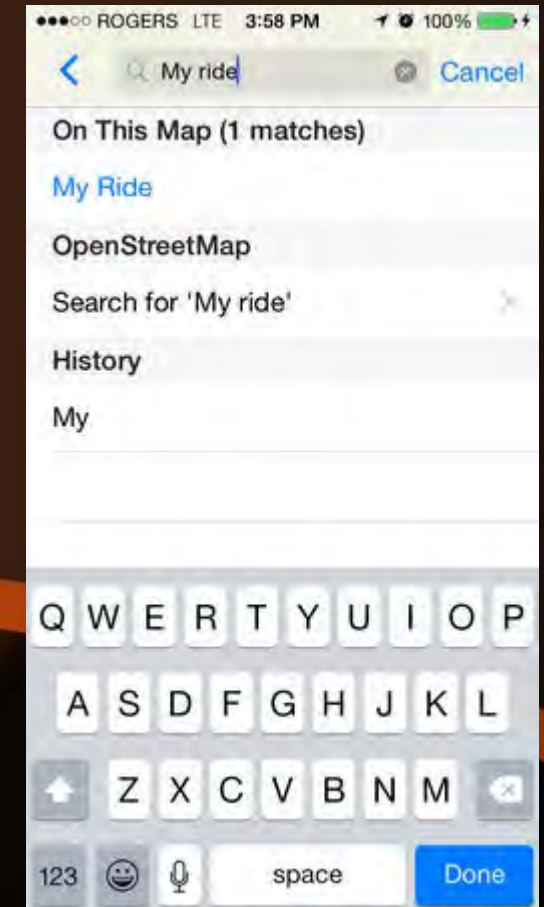 ROGERS LTE 3:58 PM 100%
My ride Cancel
On This Map (1 matches)
My Ride
OpenStreetMap
Search for 'My ride'
History
My
Q W E R T Y U I O P
A S D F G H J K L
Z X C V B N M
123 space Done